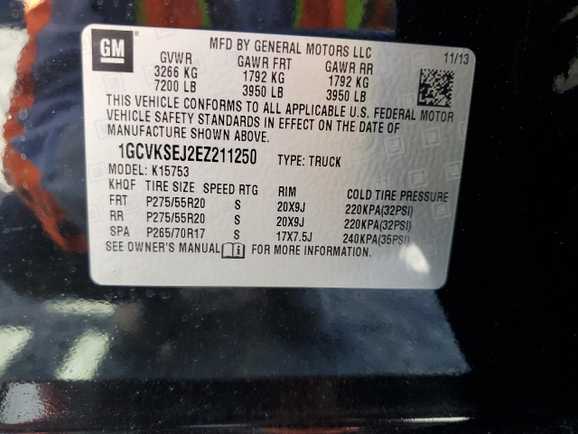 GM
MFD BY GENERAL MOTORS LLC
11/13
GVWR GAWR FRT GAWR RR
3266 KG 1792 KG 1792 KG
7200 LB 3950 LB 3950 LB
THIS VEHICLE CONFORMS TO ALL APPLICABLE U.S. FEDERAL MOTOR
VEHICLE SAFETY STANDARDS IN EFFECT ON THE DATE OF
MANUFACTURE SHOWN ABOVE.
1GCVKSEJ2EZ211250 TYPE: TRUCK
MODEL: K15753
KHQF TIRE SIZE SPEED RTG RIM COLD TIRE PRESSURE
FRT P275/55R20 S 20X9J 220KPA(32PSI)
RR P275/55R20 S 20X9J 220KPA(32PSI)
SPA P265/70R17 S 17X7.5J 240KPA(35PSI)
SEE OWNER'S MANUAL FOR MORE INFORMATION.